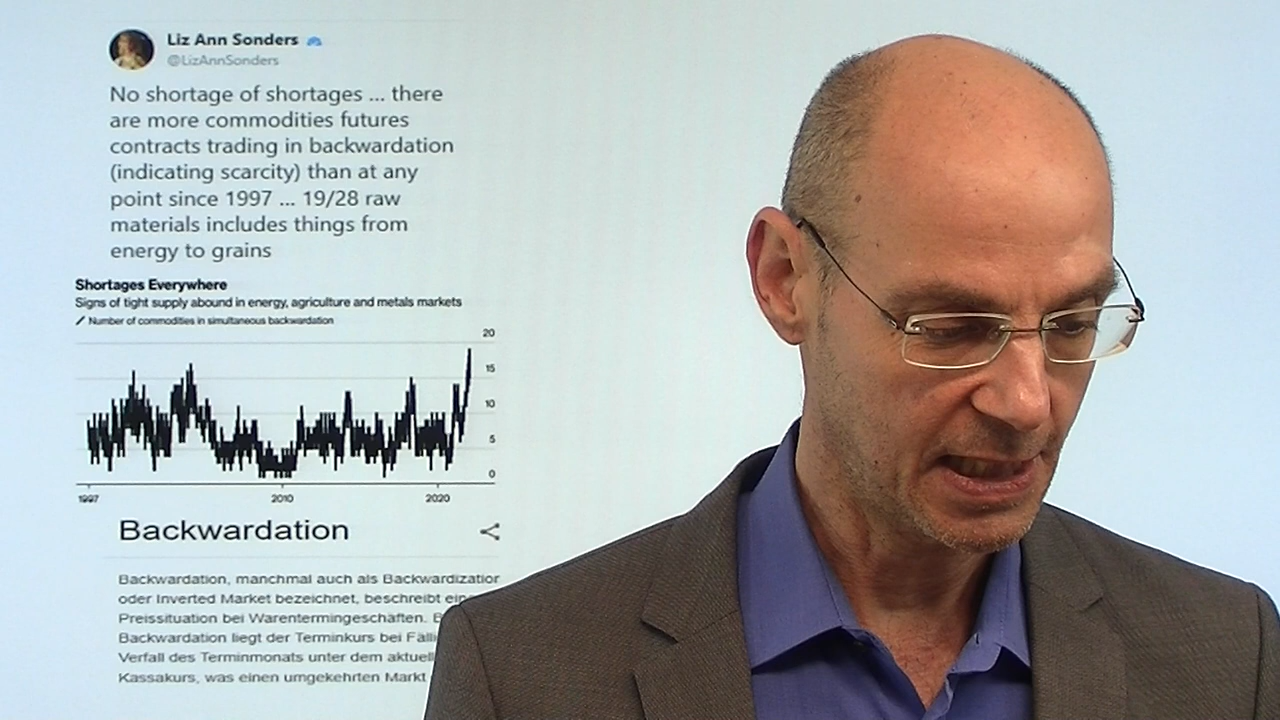 Liz Ann Sonders
@LizAnnSonders
No shortage of shortages ... there
are more commodities futures
contracts trading in backwardation
(indicating scarcity) than at any
point since 1997 ... 19/28 raw
materials includes things from
energy to grains
Shortages Everywhere
Signs of tight supply abound in energy, agriculture and metals markets
Number of commodities in simultaneous backwardation
20
15
10
5
0
1997 2010 2020
Backwardation
Backwardation, manchmal auch als Backwardization
oder Inverted Market bezeichnet, beschreibt
Preissituation bei Warentermingeschäften.
Backwardation liegt der Terminkurs bei
Verfall des Terminmonats unter dem
Kassakurs, was einen umgekehrten Markt